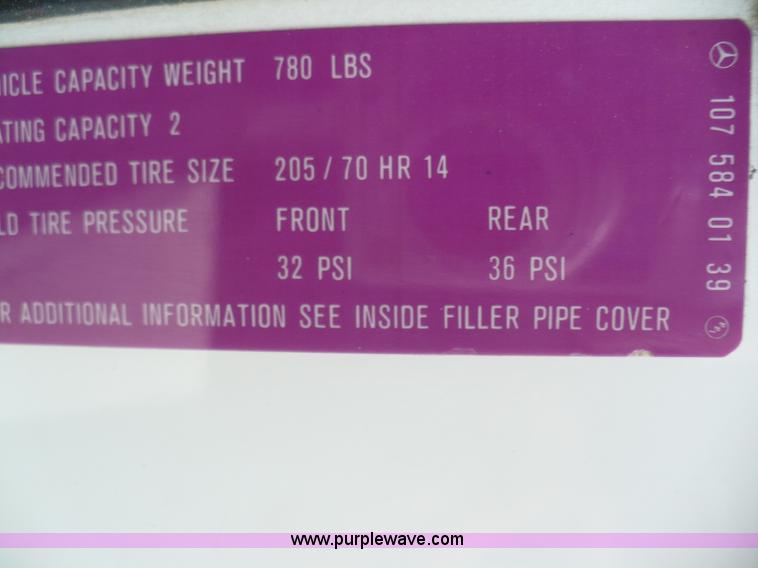 ICLE CAPACITY WEIGHT 780 LBS
ATING CAPACITY 2
COMMENDED TIRE SIZE 205 / 70 HR 14
LD TIRE PRESSURE FRONT REAR
32 PSI 36 PSI
R ADDITIONAL INFORMATION SEE INSIDE FILLER PIPE COVER
107 584 01 39
www.purplewave.com